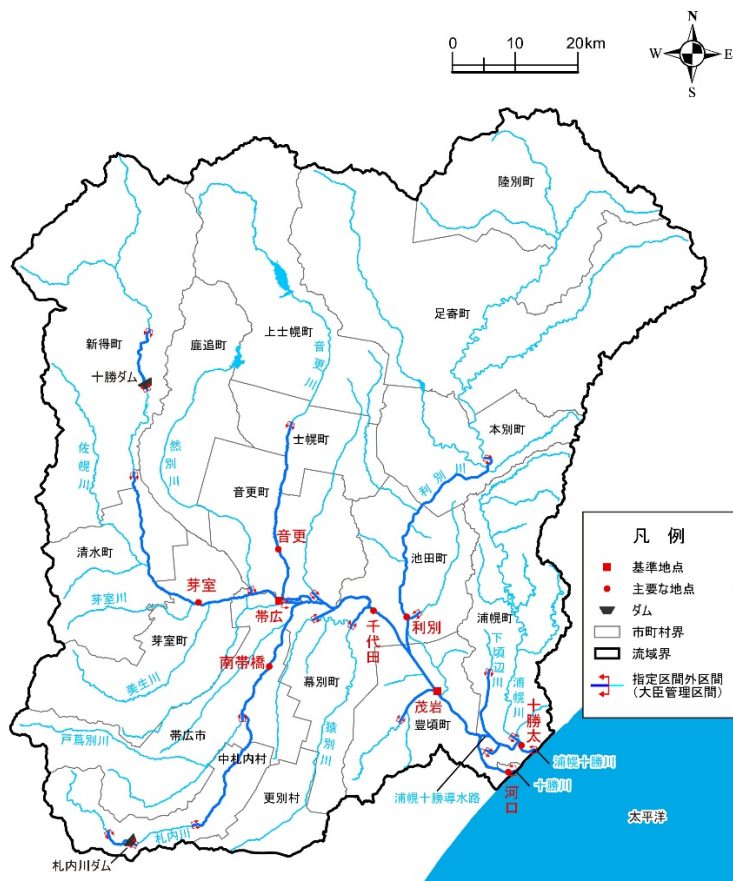 N
W E
S
0 10 20km
陸別町
足寄町
上士幌町
新得町
鹿追町
音更川
十勝ダム
本別町
士幌町
佐幌川
然別川
利別川
音更町
清水町
音更
池田町
芽室川
芽室
帯広
浦幌町
千代田
利別
下頃辺川
浦幌川
芽室町
南帯橋
幕別町
美生川
茂岩
豊頃町
十勝太
戸蔦別川
帯広市
中札内村
猿別川
更別村
浦幌十勝川
浦幌十勝導水路
十勝川
河口
札内川
札内川ダム
太平洋
凡例
基準地点
主要な地点
ダム
市町村界
流域界
指定区間外区間
(大臣管理区間)